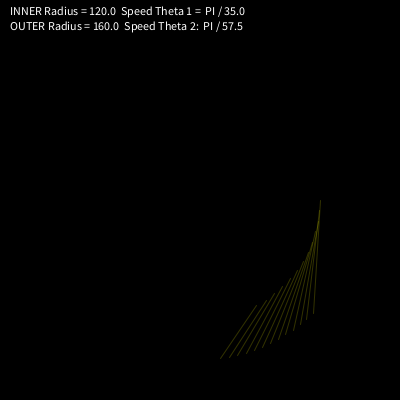 INNER Radius = 120.0  Speed Theta 1 =  PI / 35.0
OUTER Radius = 160.0  Speed Theta 2:  PI / 57.5